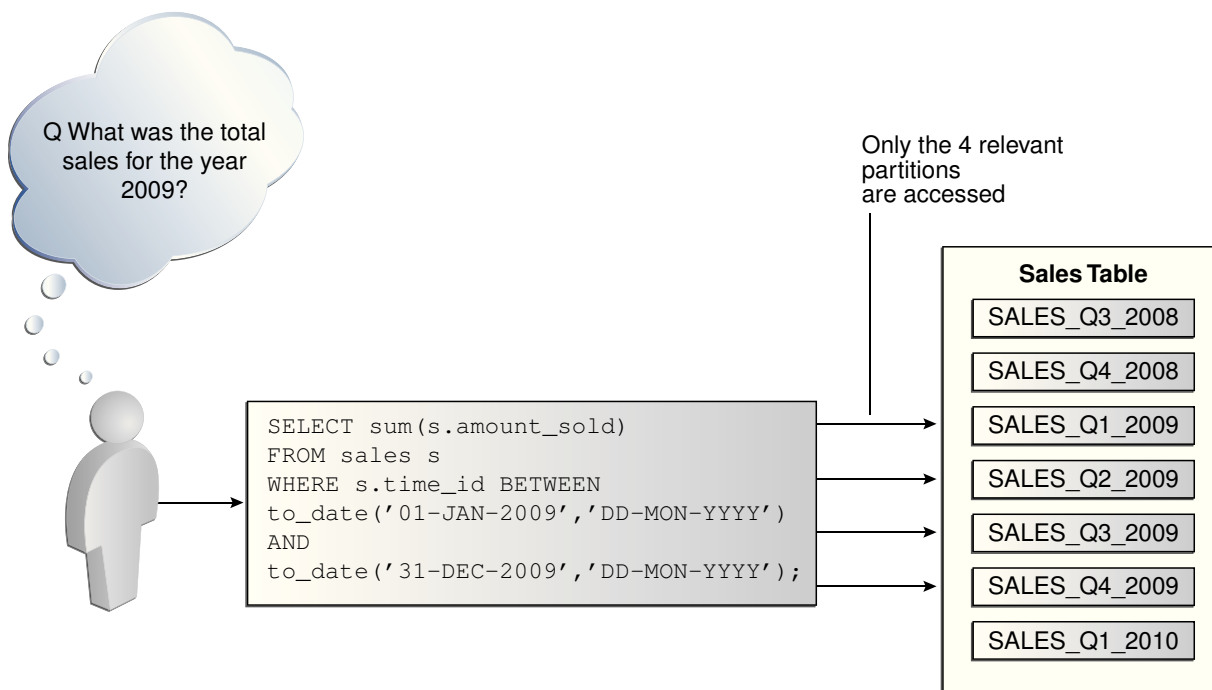 Q What was the total
sales for the year
2009?
Only the 4 relevant
partitions
are accessed
SELECT sum(s.amount_sold)
FROM sales s
WHERE s.time_id BETWEEN
to_date('01-JAN-2009','DD-MON-YYYY')
AND
to_date('31-DEC-2009','DD-MON-YYYY');
Sales Table
SALES_Q3_2008
SALES_Q4_2008
SALES_Q1_2009
SALES_Q2_2009
SALES_Q3_2009
SALES_Q4_2009
SALES_Q1_2010